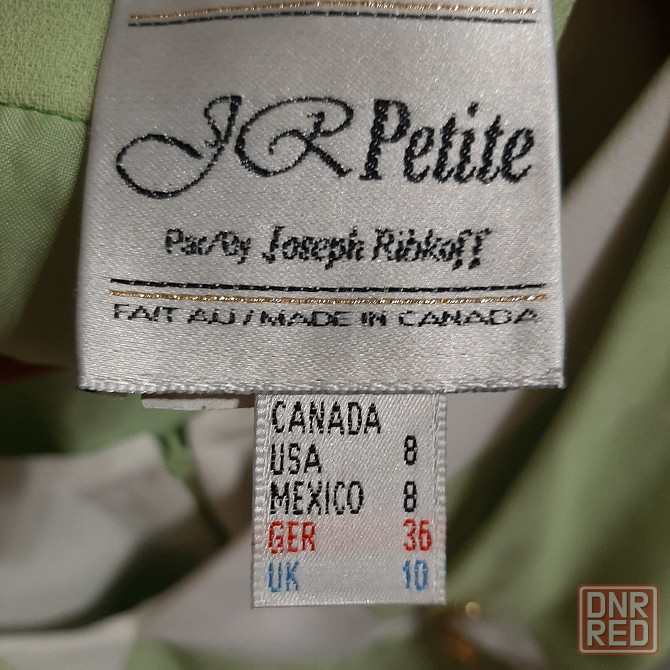 JR Petite
Par/By Joseph Ribkoff
FAIT AU / MADE IN CANADA
CANADA
USA 8
MEXICO 8
GER 36
UK 10
DNR
RED